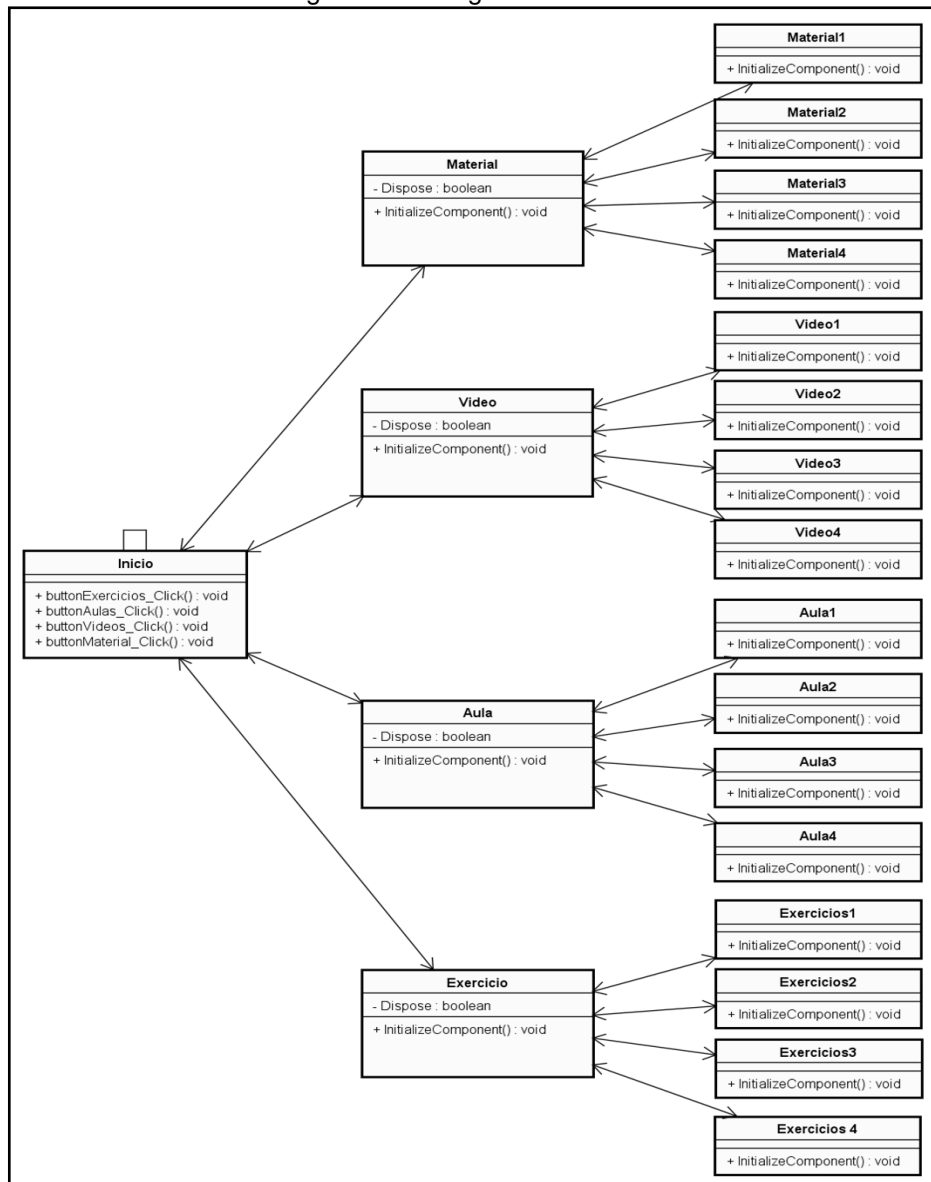 Material1
+ InitializeComponent() : void
Material2
+ InitializeComponent() : void
Material
- Dispose : boolean
+ InitializeComponent() : void
Material3
+ InitializeComponent() : void
Material4
+ InitializeComponent() : void
Video1
+ InitializeComponent() : void
Video2
+ InitializeComponent() : void
Video
- Dispose : boolean
+ InitializeComponent() : void
Video3
+ InitializeComponent() : void
Video4
+ InitializeComponent() : void
Inicio
+ buttonExercicios_Click() : void
+ buttonAulas_Click() : void
+ buttonVideos_Click() : void
+ buttonMaterial_Click() : void
Aula1
+ InitializeComponent() : void
Aula2
+ InitializeComponent() : void
Aula
- Dispose : boolean
+ InitializeComponent() : void
Aula3
+ InitializeComponent() : void
Aula4
+ InitializeComponent() : void
Exercicios1
+ InitializeComponent() : void
Exercicios2
+ InitializeComponent() : void
Exercicio
- Dispose : boolean
+ InitializeComponent() : void
Exercicios3
+ InitializeComponent() : void
Exercicios 4
+ InitializeComponent() : void